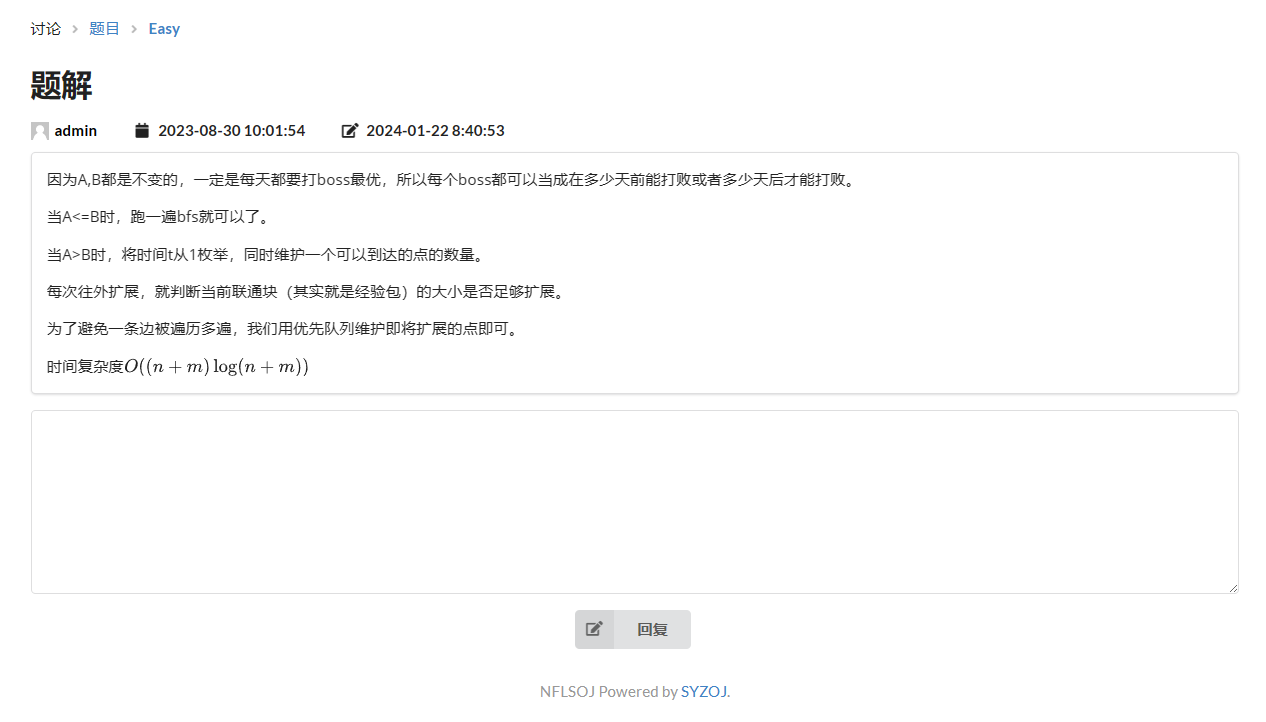 讨论 > 题目 > Easy
题解
admin 2023-08-30 10:01:54 2024-01-22 8:40:53
因为A,B都是不变的，一定是每天都要打boss最优，所以每个boss都可以当成在多少天前能打败或者多少天后才能打败。
当A<=B时，跑一遍bfs就可以了。
当A>B时，将时间t从1枚举，同时维护一个可以到达的点的数量。
每次往外扩展，就判断当前联通块（其实就是经验包）的大小是否足够扩展。
为了避免一条边被遍历多遍，我们用优先队列维护即将扩展的点即可。
时间复杂度O((n + m) log(n + m))
回复
NFLSOJ Powered by SYZOJ.